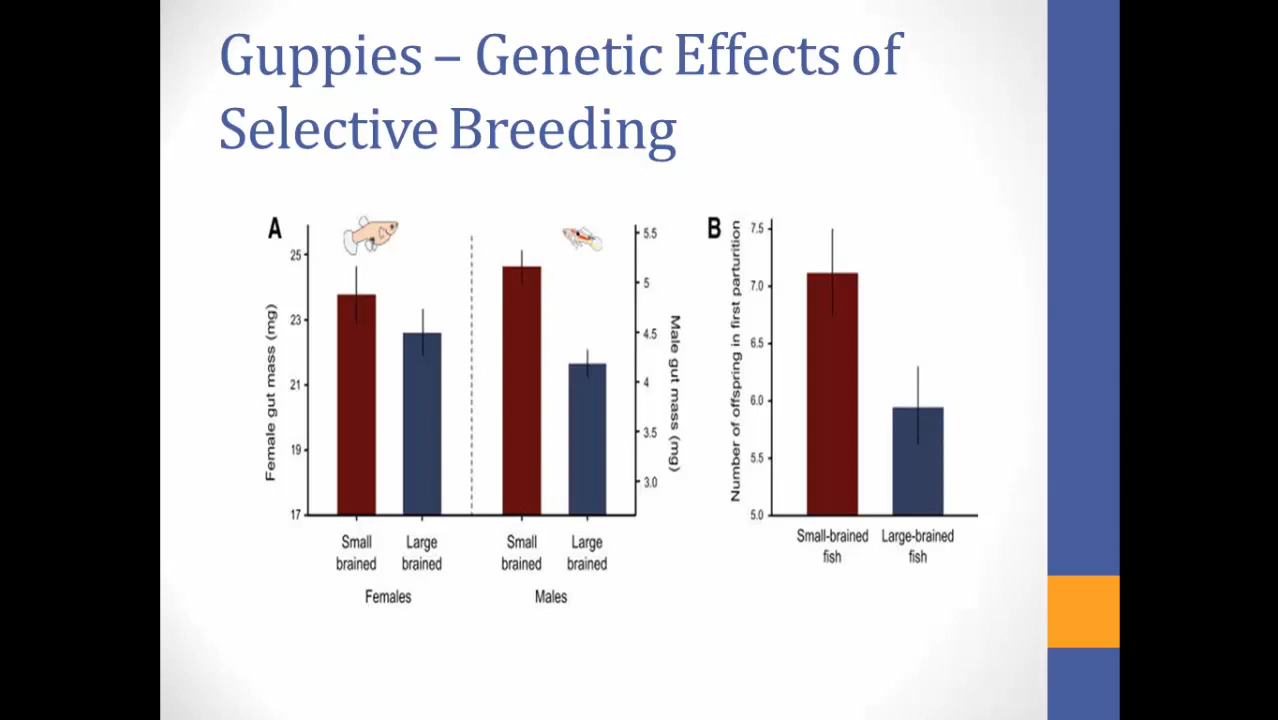 Guppies – Genetic Effects of
Selective Breeding
A
Female gut mass (mg)
25
23
21
19
17
5.5
5
4.5
4
3.5
3.0
Male gut mass (mg)
Small
brained
Large
brained
Small
brained
Large
brained
Females
Males
B
Number of offspring in first parturition
7.5
7.0
6.5
6.0
5.5
5.0
Small-brained
fish
Large-brained
fish